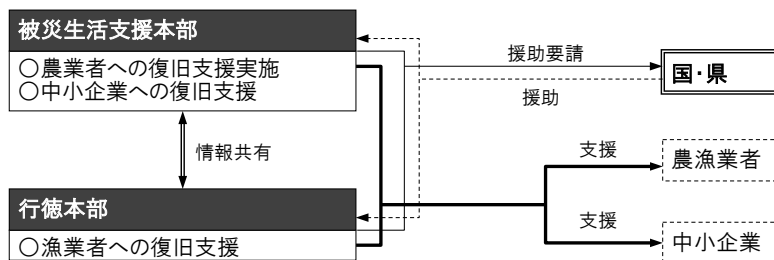 被災生活支援本部
○農業者への復旧支援実施
○中小企業への復旧支援
援助要請
国・県
援助
情報共有
支援
農漁業者
行徳本部
○漁業者への復旧支援
支援
中小企業